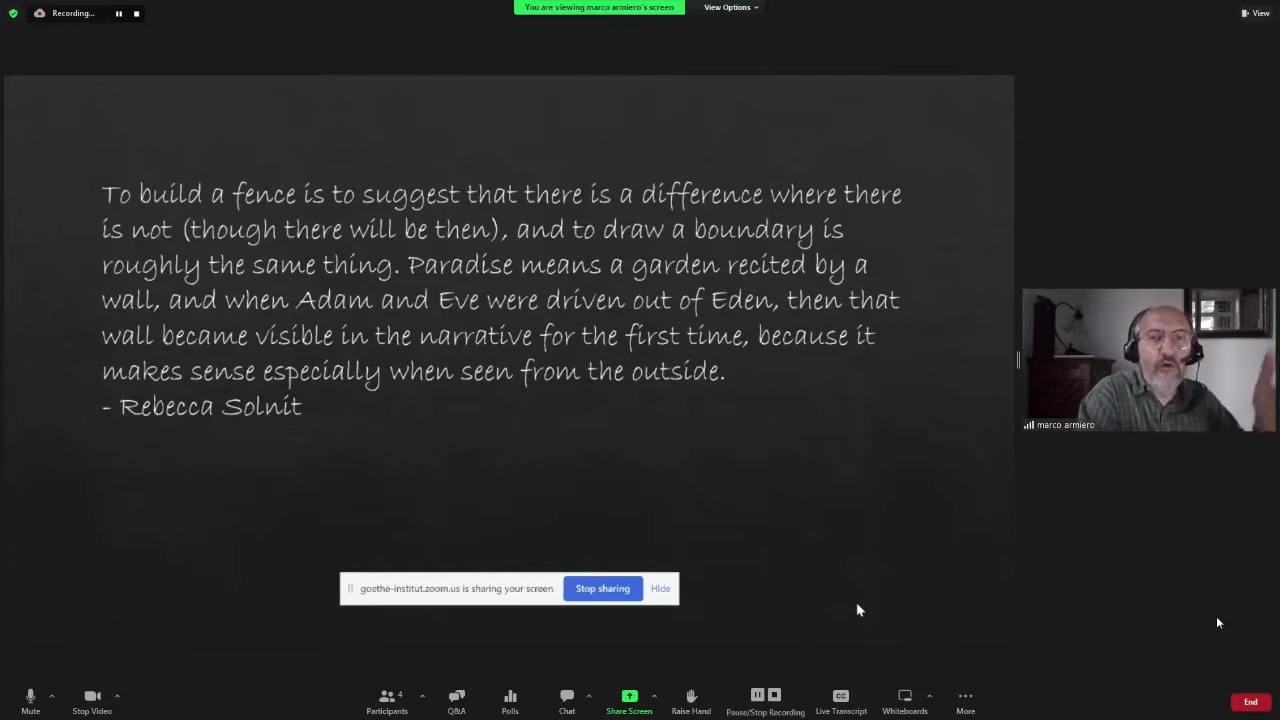 Recording...
You are viewing marco armiero's screen
View Options
View
To build a fence is to suggest that there is a difference where there
is not (though there will be then), and to draw a boundary is
roughly the same thing. Paradise means a garden recited by a
wall, and when Adam and Eve were driven out of Eden, then that
wall became visible in the narrative for the first time, because it
makes sense especially when seen from the outside.
- Rebecca Solnit
marco armiero
goethe-institut.zoom.us is sharing your screen.
Stop sharing
Hide
Mute
Stop Video
4
Participants
Q&A
Polls
Chat
Share Screen
Raise Hand
Pause/Stop Recording
CC
Live Transcript
Whiteboards
More
End